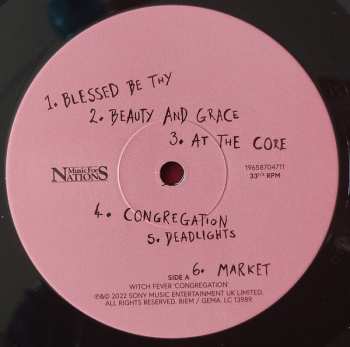 1. BLESSED BE THY
2. BEAUTY AND GRACE
3. AT THE CORE
Music For
NATIONS
19658704711
33⅓ RPM
4. CONGREGATION
5. DEADLIGHTS
6. MARKET
SIDE A
WITCH FEVER 'CONGREGATION'
℗&© 2022 SONY MUSIC ENTERTAINMENT UK LIMITED.
ALL RIGHTS RESERVED. BIEM / GEMA. LC 13989